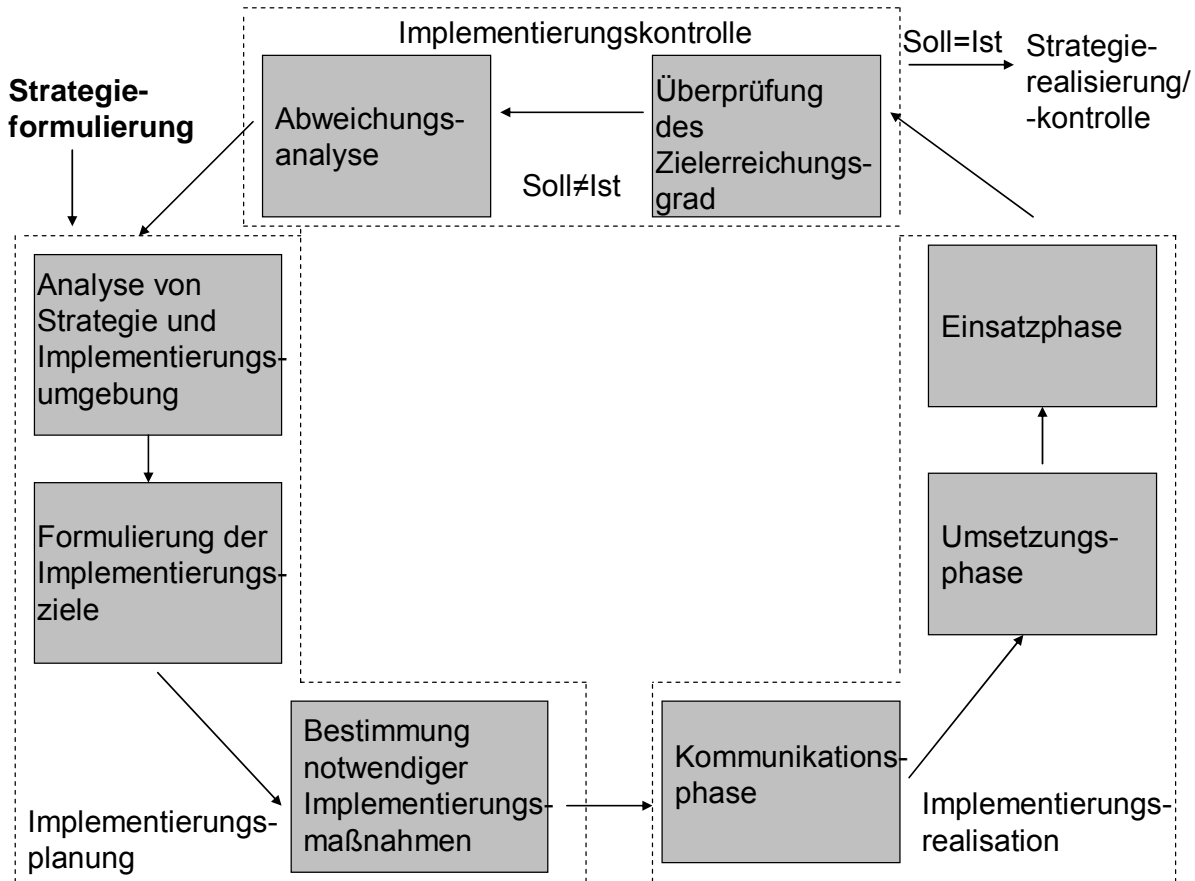 Implementierungskontrolle
Soll=Ist
Strategie-
realisierung/
-kontrolle
Strategie-
formulierung
Abweichungs-
analyse
Soll≠Ist
Überprüfung
des
Zielerreichungs-
grad
Analyse von
Strategie und
Implementierungs-
umgebung
Formulierung der
Implementierungs-
ziele
Bestimmung
notwendiger
Implementierungs-
maßnahmen
Implementierungs-
planung
Kommunikations-
phase
Umsetzungs-
phase
Einsatzphase
Implementierungs-
realisation